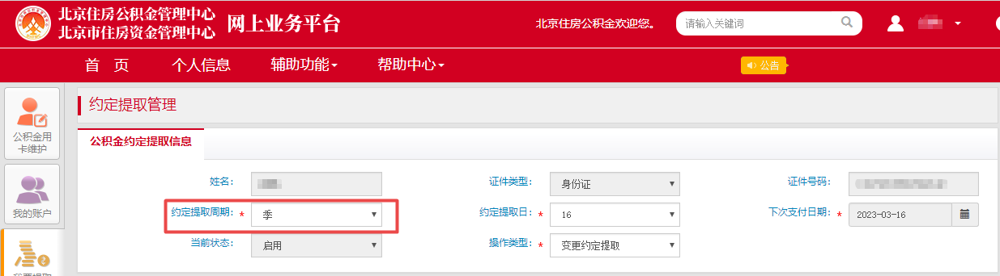 北京住房公积金管理中心
北京市住房资金管理中心
网上业务平台
北京住房公积金欢迎您。
请输入关键词
首 页
个人信息
辅助功能
帮助中心
公告
公积金用
卡维护
我的账户
我要提取
约定提取管理
公积金约定提取信息
姓名：
证件类型：
身份证
证件号码：
约定提取周期：
*
季
约定提取日：
*
16
下次支付日期：
*
2023-03-16
当前状态：
启用
操作类型：
*
变更约定提取